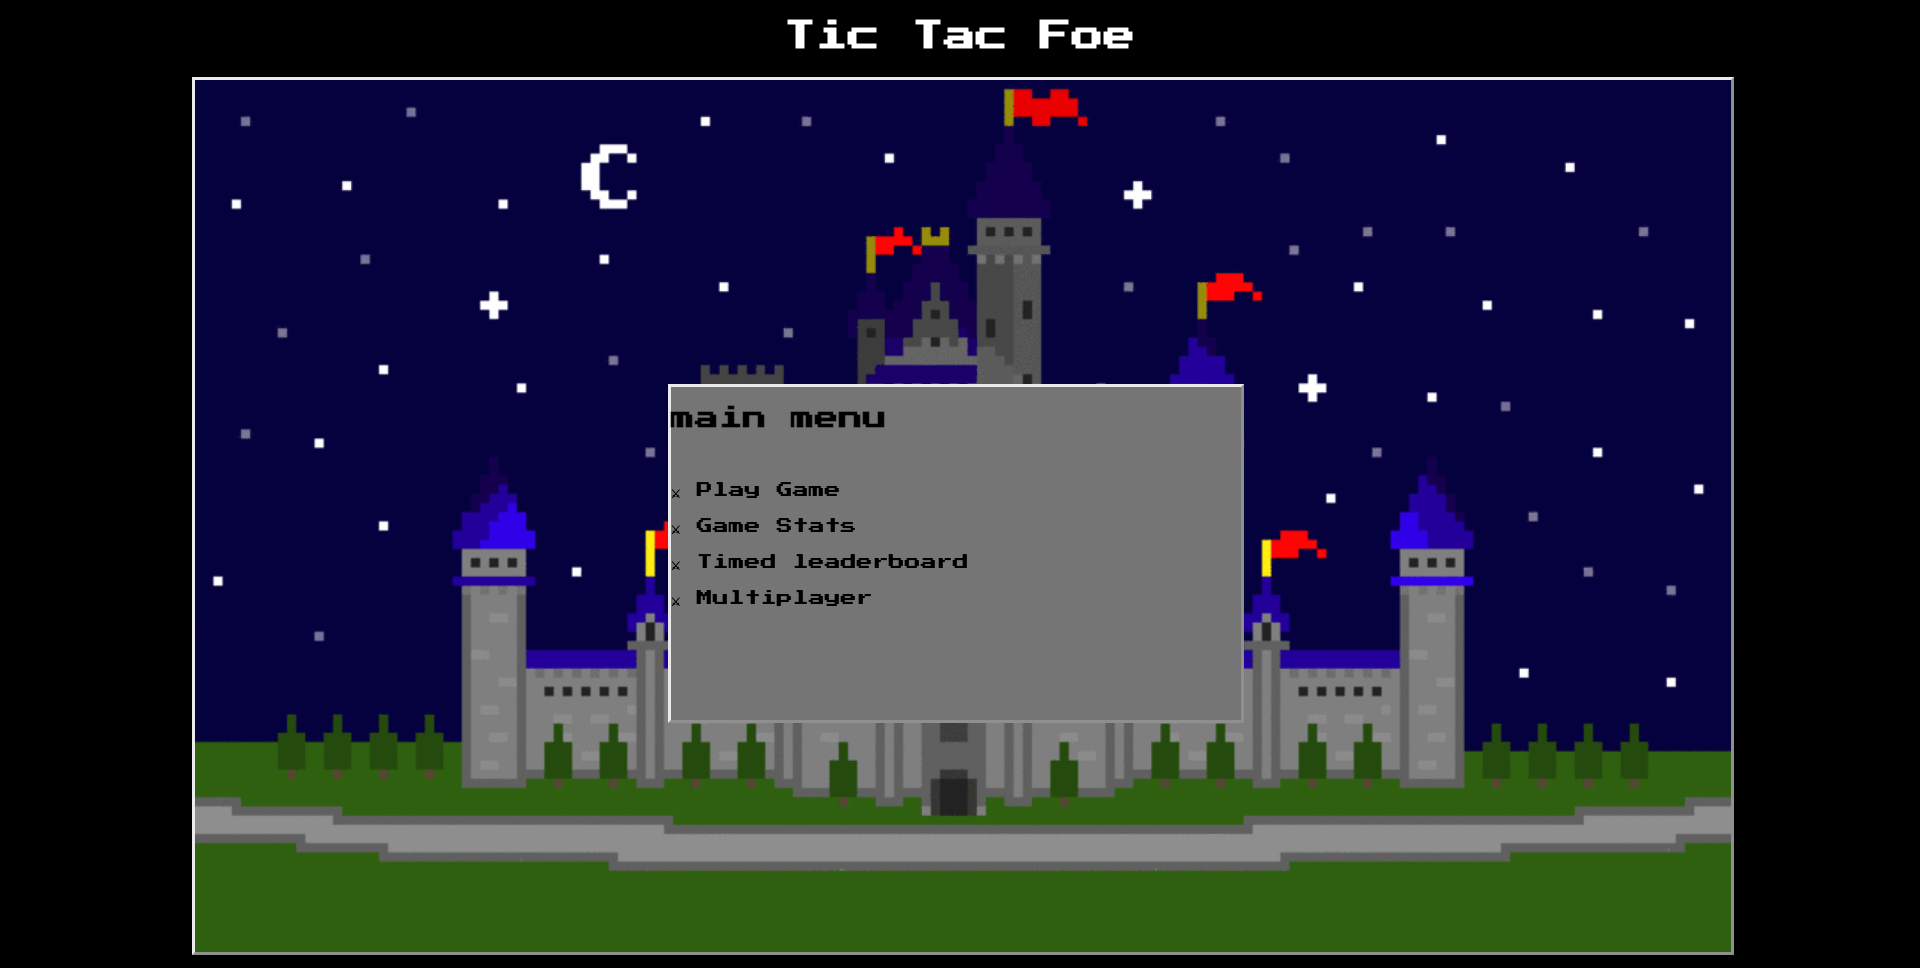 Tic Tac Foe
main menu
⚔ Play Game
⚔ Game Stats
⚔ Timed leaderboard
⚔ Multiplayer